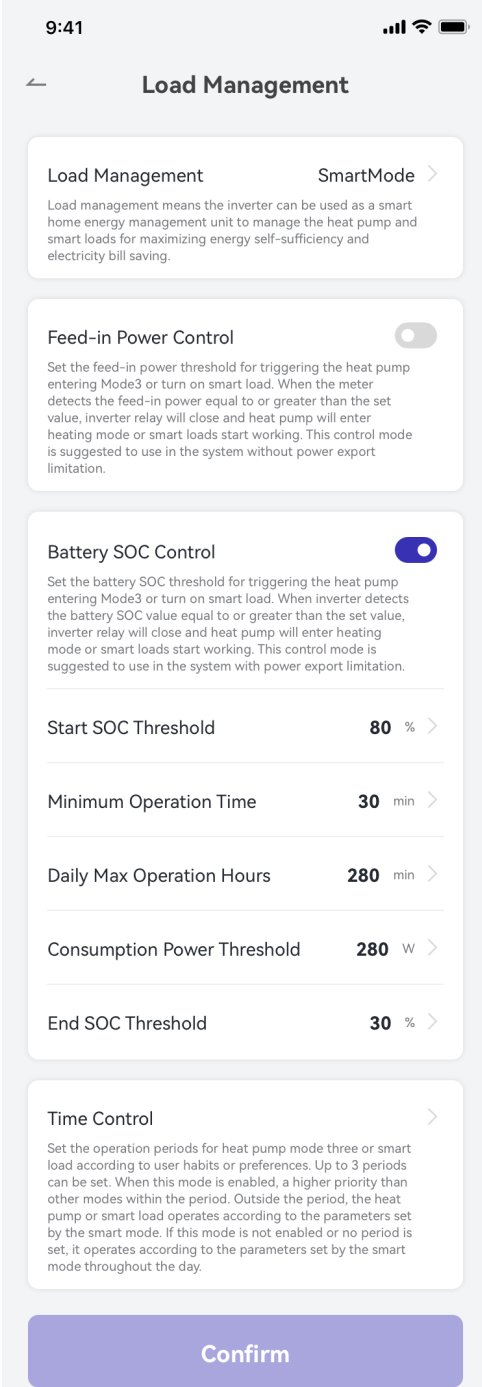 9:41
Load Management
Load Management SmartMode
Load management means the inverter can be used as a smart
home energy management unit to manage the heat pump and
smart loads for maximizing energy self-sufficiency and
electricity bill saving.
Feed-in Power Control
Set the feed-in power threshold for triggering the heat pump
entering Mode3 or turn on smart load. When the meter
detects the feed-in power equal to or greater than the set
value, inverter relay will close and heat pump will enter
heating mode or smart loads start working. This control mode
is suggested to use in the system without power export
limitation.
Battery SOC Control
Set the battery SOC threshold for triggering the heat pump
entering Mode3 or turn on smart load. When inverter detects
the battery SOC value equal to or greater than the set value,
inverter relay will close and heat pump will enter heating
mode or smart loads start working. This control mode is
suggested to use in the system with power export limitation.
Start SOC Threshold 80 %
Minimum Operation Time 30 min
Daily Max Operation Hours 280 min
Consumption Power Threshold 280 W
End SOC Threshold 30 %
Time Control
Set the operation periods for heat pump mode three or smart
load according to user habits or preferences. Up to 3 periods
can be set. When this mode is enabled, a higher priority than
other modes within the period. Outside the period, the heat
pump or smart load operates according to the parameters set
by the smart mode. If this mode is not enabled or no period is
set, it operates according to the parameters set by the smart
mode throughout the day.
Confirm